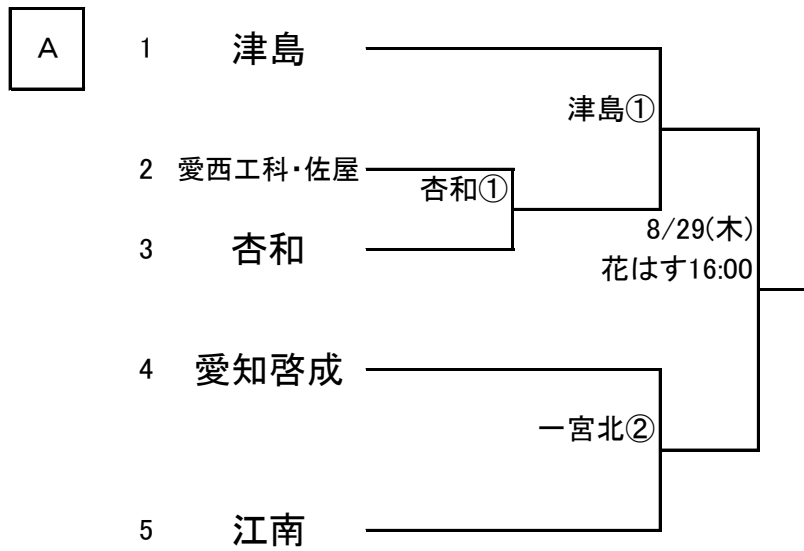 A
1 津島
津島①
2 愛西工科・佐屋
杏和①
3 杏和
8/29(木)
花はす16:00
4 愛知啓成
一宮北②
5 江南